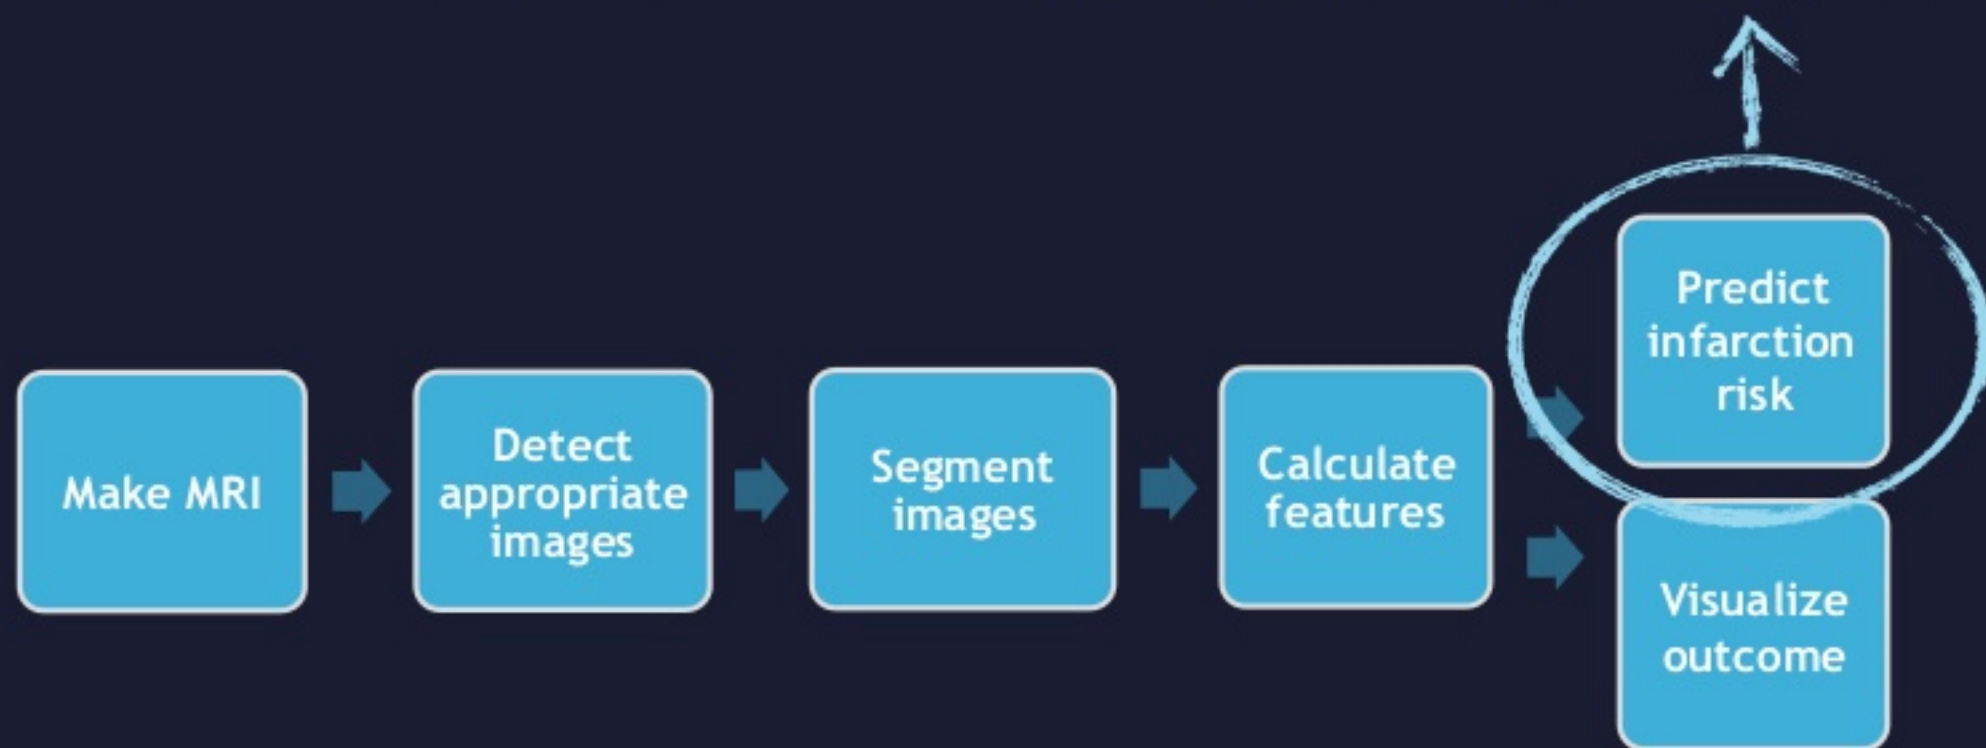 Make MRI
Detect
appropriate
images
Segment
images
Calculate
features
Predict
infarction
risk
Visualize
outcome